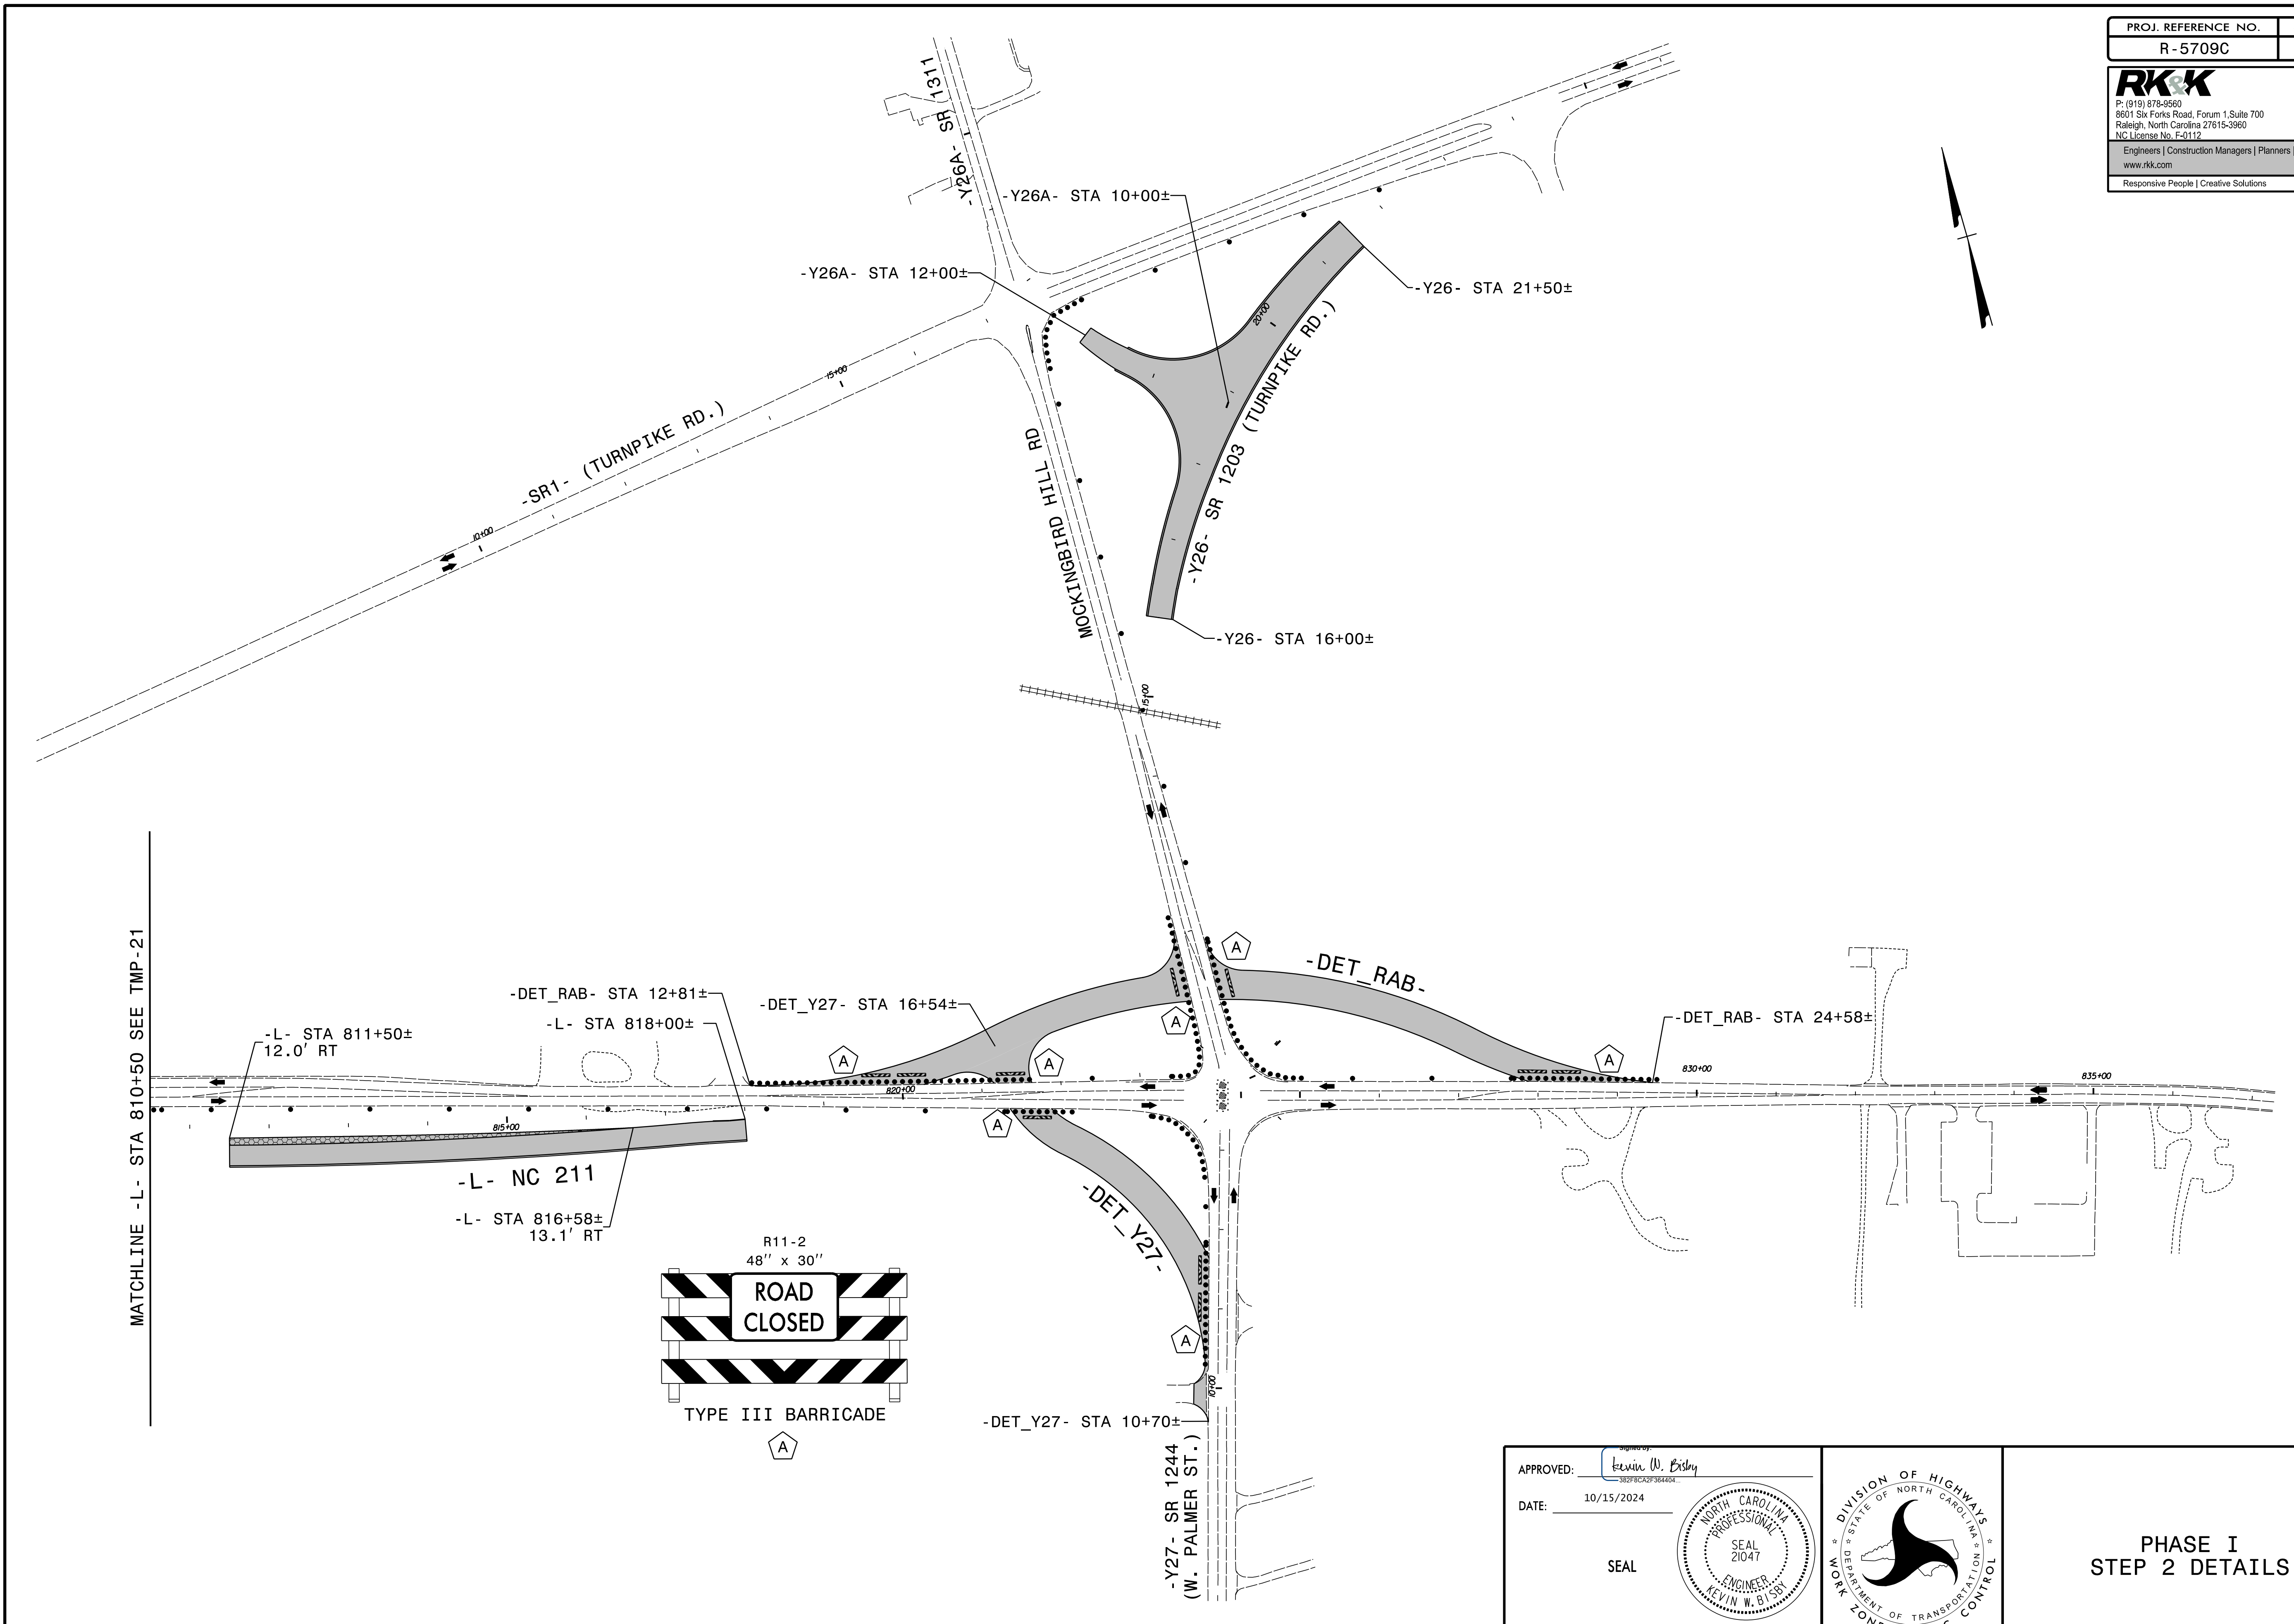 PROJ. REFERENCE NO.
R-5709C
RK&K
P: (919) 878-9560
8601 Six Forks Road, Forum 1,Suite 700
Raleigh, North Carolina 27615-3960
NC License No. F-0112
Engineers | Construction Managers | Planners |
www.rkk.com
Responsive People | Creative Solutions
-Y26A- SR 1311
-Y26A- STA 10+00±
-Y26A- STA 12+00±
-Y26- STA 21+50±
20+00
-Y26- SR 1203 (TURNPIKE RD.)
15+00
-SR1- (TURNPIKE RD.)
10+00
MOCKINGBIRD HILL RD
-Y26- STA 16+00±
15+00
MATCHLINE -L- STA 810+50 SEE TMP-21
A
-DET_RAB-
-DET_RAB- STA 12+81±
-DET_Y27- STA 16+54±
-L- STA 818+00±
-L- STA 811+50±
12.0' RT
A
-DET_RAB- STA 24+58±
A
A
A
830+00
835+00
820+00
815+00
A
-L- NC 211
-L- STA 816+58±
13.1' RT
-DET_Y27-
R11-2
48" x 30"
ROAD
CLOSED
TYPE III BARRICADE
A
A
10+00
-DET_Y27- STA 10+70±
-Y27- SR 1244
(W. PALMER ST.)
Signed by:
APPROVED: Kevin W. Bisby
382F8CA2F364404...
DATE: 10/15/2024
SEAL
NORTH CAROLINA
PROFESSIONAL
SEAL
21047
ENGINEER
KEVIN W. BISBY
DIVISION OF HIGHWAYS
STATE OF NORTH CAROLINA
DEPARTMENT OF TRANSPORTATION
WORK ZONE CONTROL
PHASE I
STEP 2 DETAILS